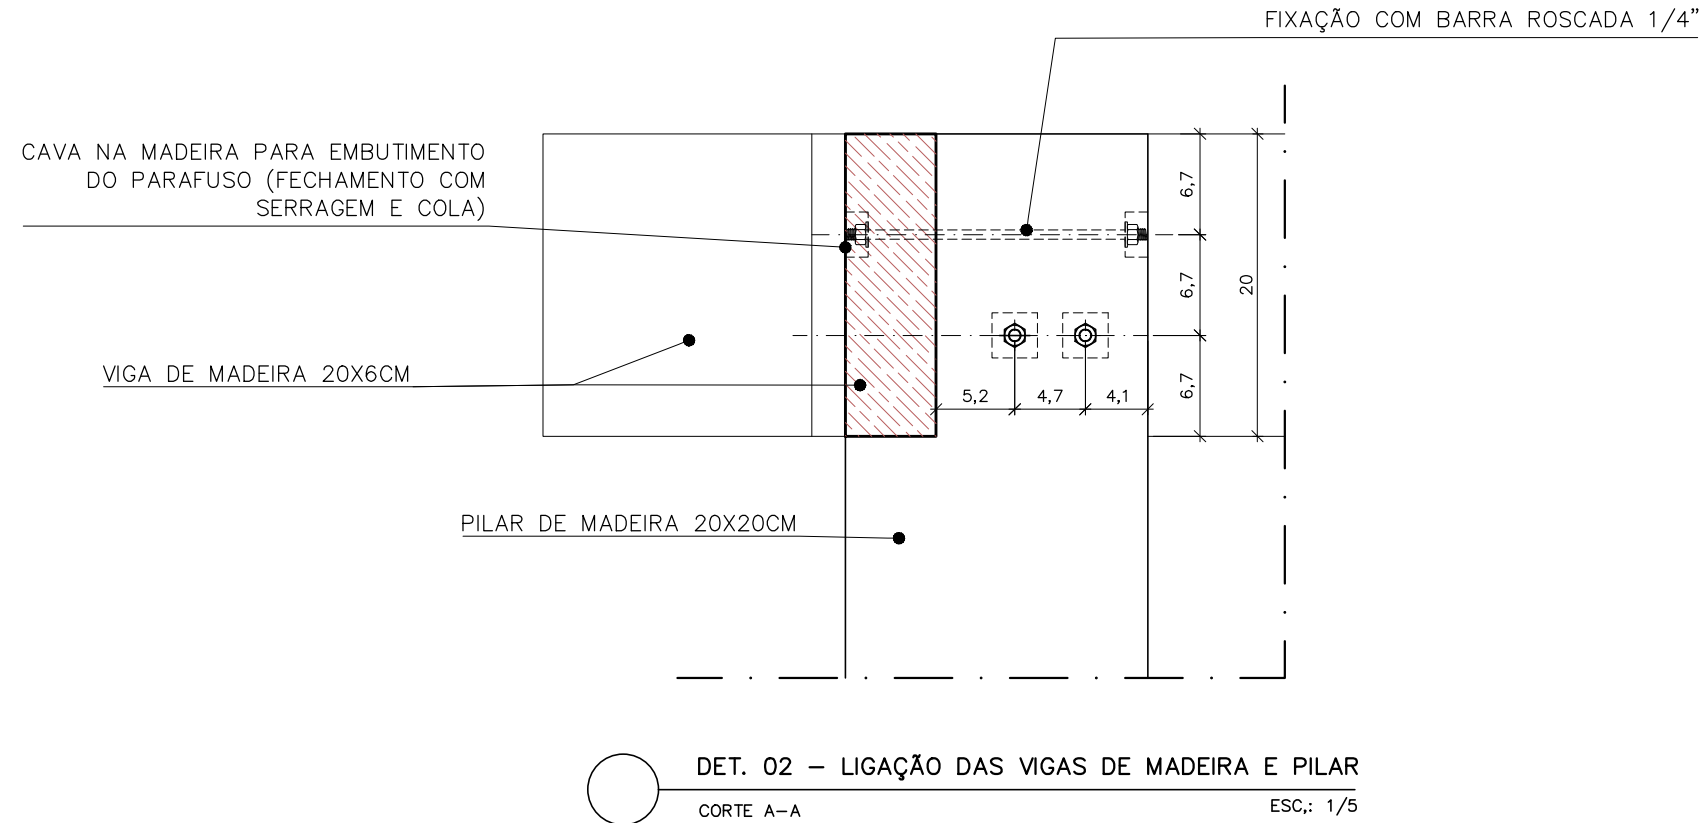 FIXAÇÃO COM BARRA ROSCADA 1/4”
CAVA NA MADEIRA PARA EMBUTIMENTO
DO PARAFUSO (FECHAMENTO COM
SERRAGEM E COLA)
6,7
6,7
20
VIGA DE MADEIRA 20X6CM
6,7
5,2
4,7
4,1
PILAR DE MADEIRA 20X20CM
DET. 02 – LIGAÇÃO DAS VIGAS DE MADEIRA E PILAR
CORTE A–A
ESC,: 1/5